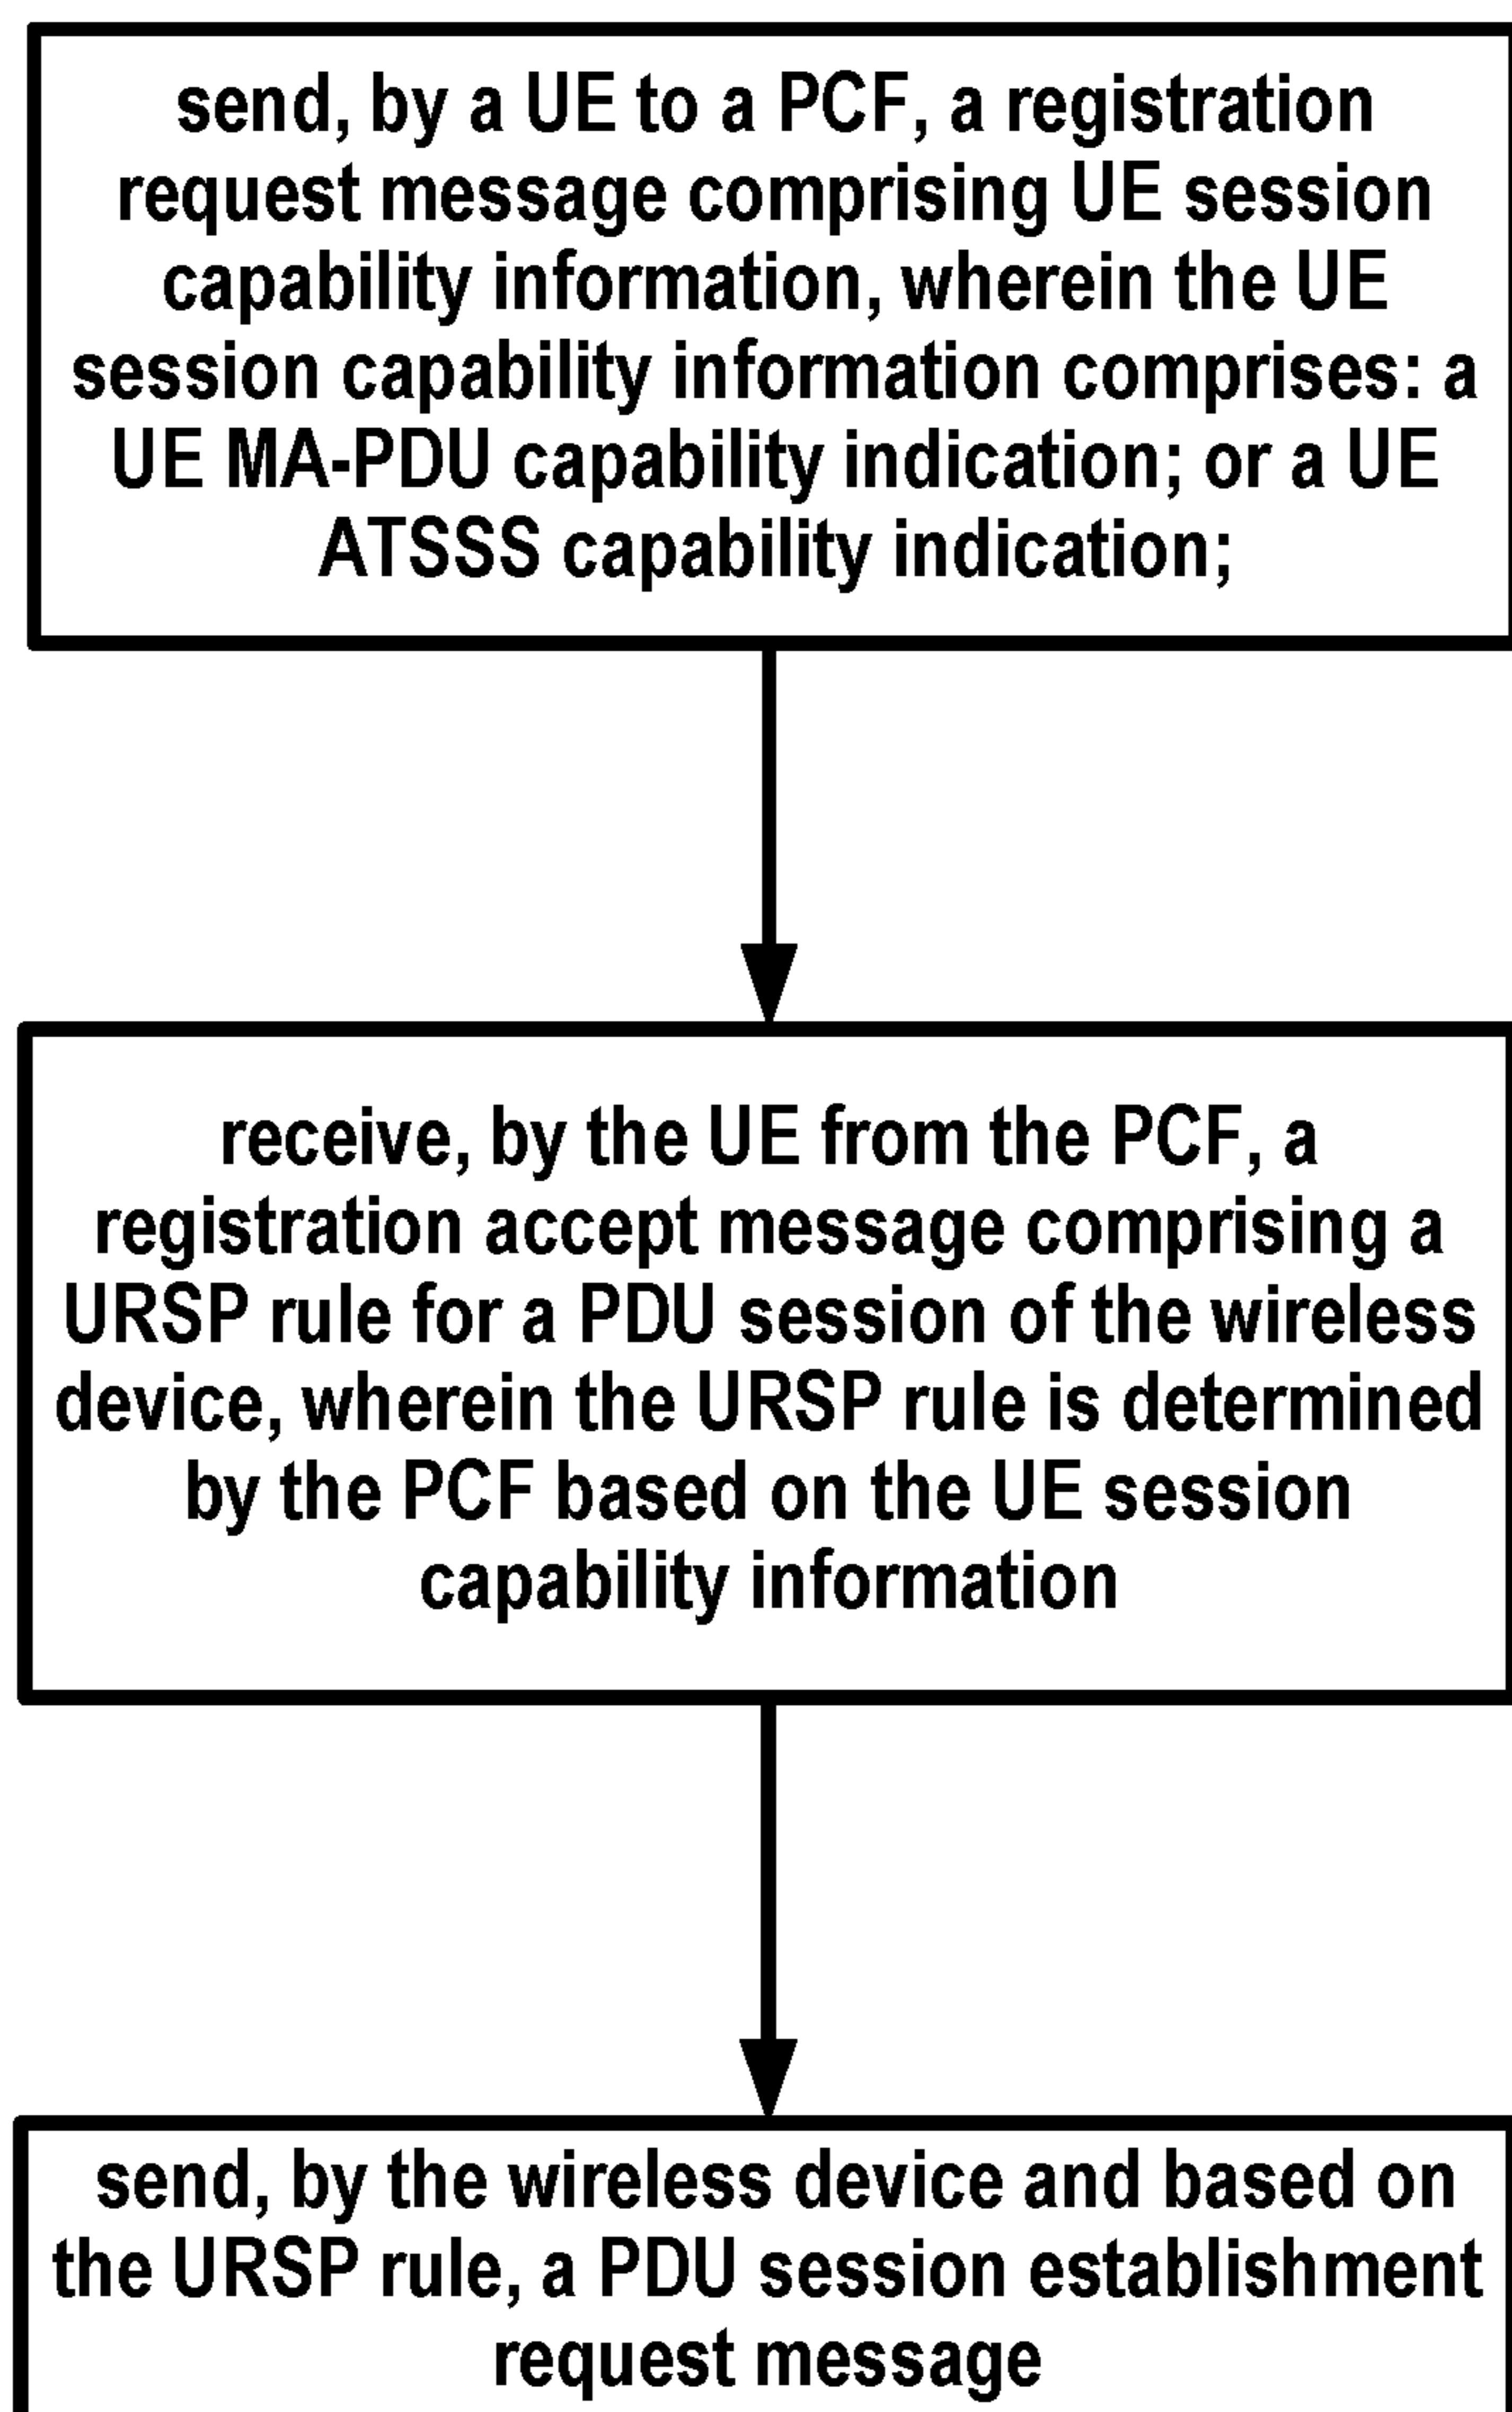 send, by a UE to a PCF, a registration
request message comprising UE session
capability information, wherein the UE
session capability information comprises: a
UE MA-PDU capability indication; or a UE
ATSSS capability indication;
receive, by the UE from the PCF, a
registration accept message comprising a
URSP rule for a PDU session of the wireless
device, wherein the URSP rule is determined
by the PCF based on the UE session
capability information
send, by the wireless device and based on
the URSP rule, a PDU session establishment
request message